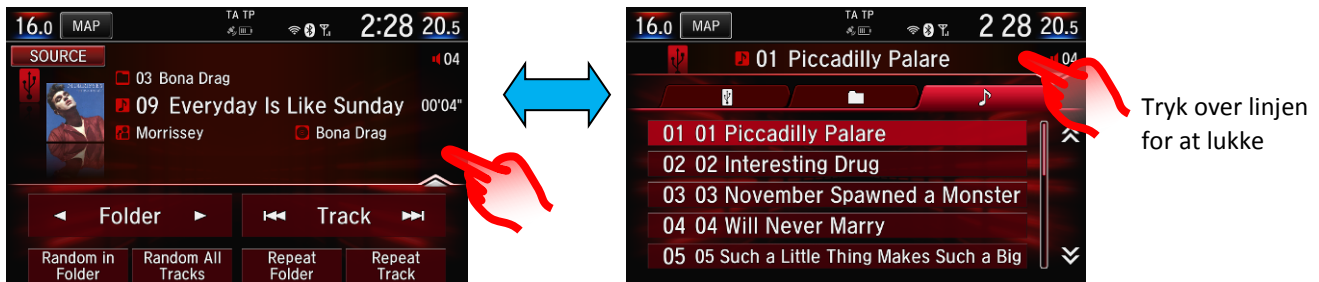 16.0 MAP TA TP 2:28 20.5
SOURCE 04
03 Bona Drag
09 Everyday Is Like Sunday 00'04"
Morrissey Bona Drag
Folder Track
Random in Folder Random All Tracks Repeat Folder Repeat Track
16.0 MAP TA TP 2 28 20.5
01 Piccadilly Palare 04
01 01 Piccadilly Palare
02 02 Interesting Drug
03 03 November Spawned a Monster
04 04 Will Never Marry
05 05 Such a Little Thing Makes Such a Big
Tryk over linjen
for at lukke